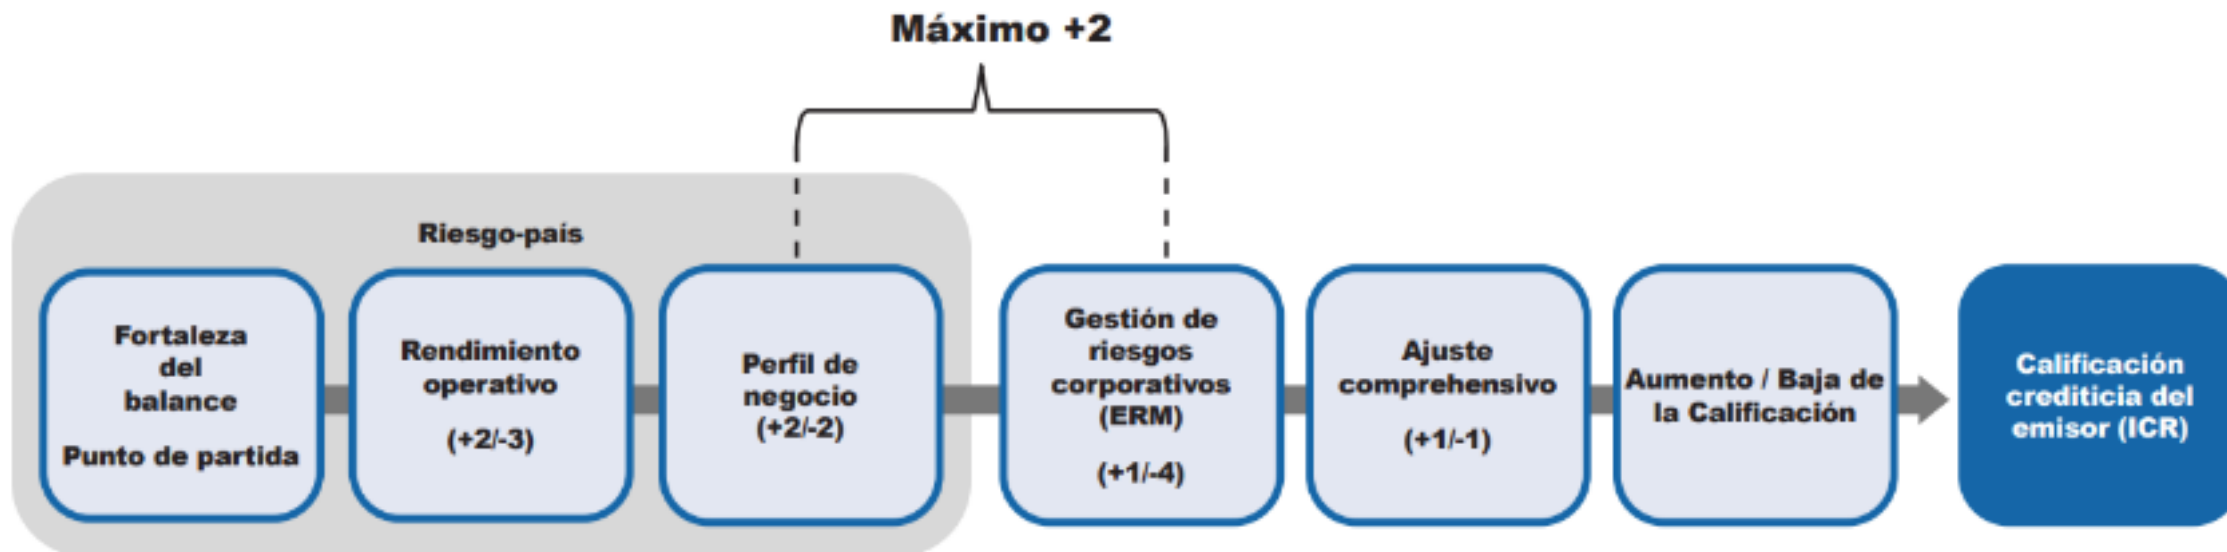 Máximo +2
Riesgo-país
Fortaleza
del
balance
Punto de partida
Rendimiento
operativo
(+2/-3)
Perfil de
negocio
(+2/-2)
Gestión de
riesgos
corporativos
(ERM)
(+1/-4)
Ajuste
comprehensivo
(+1/-1)
Aumento / Baja de
la Calificación
Calificación
crediticia del
emisor (ICR)